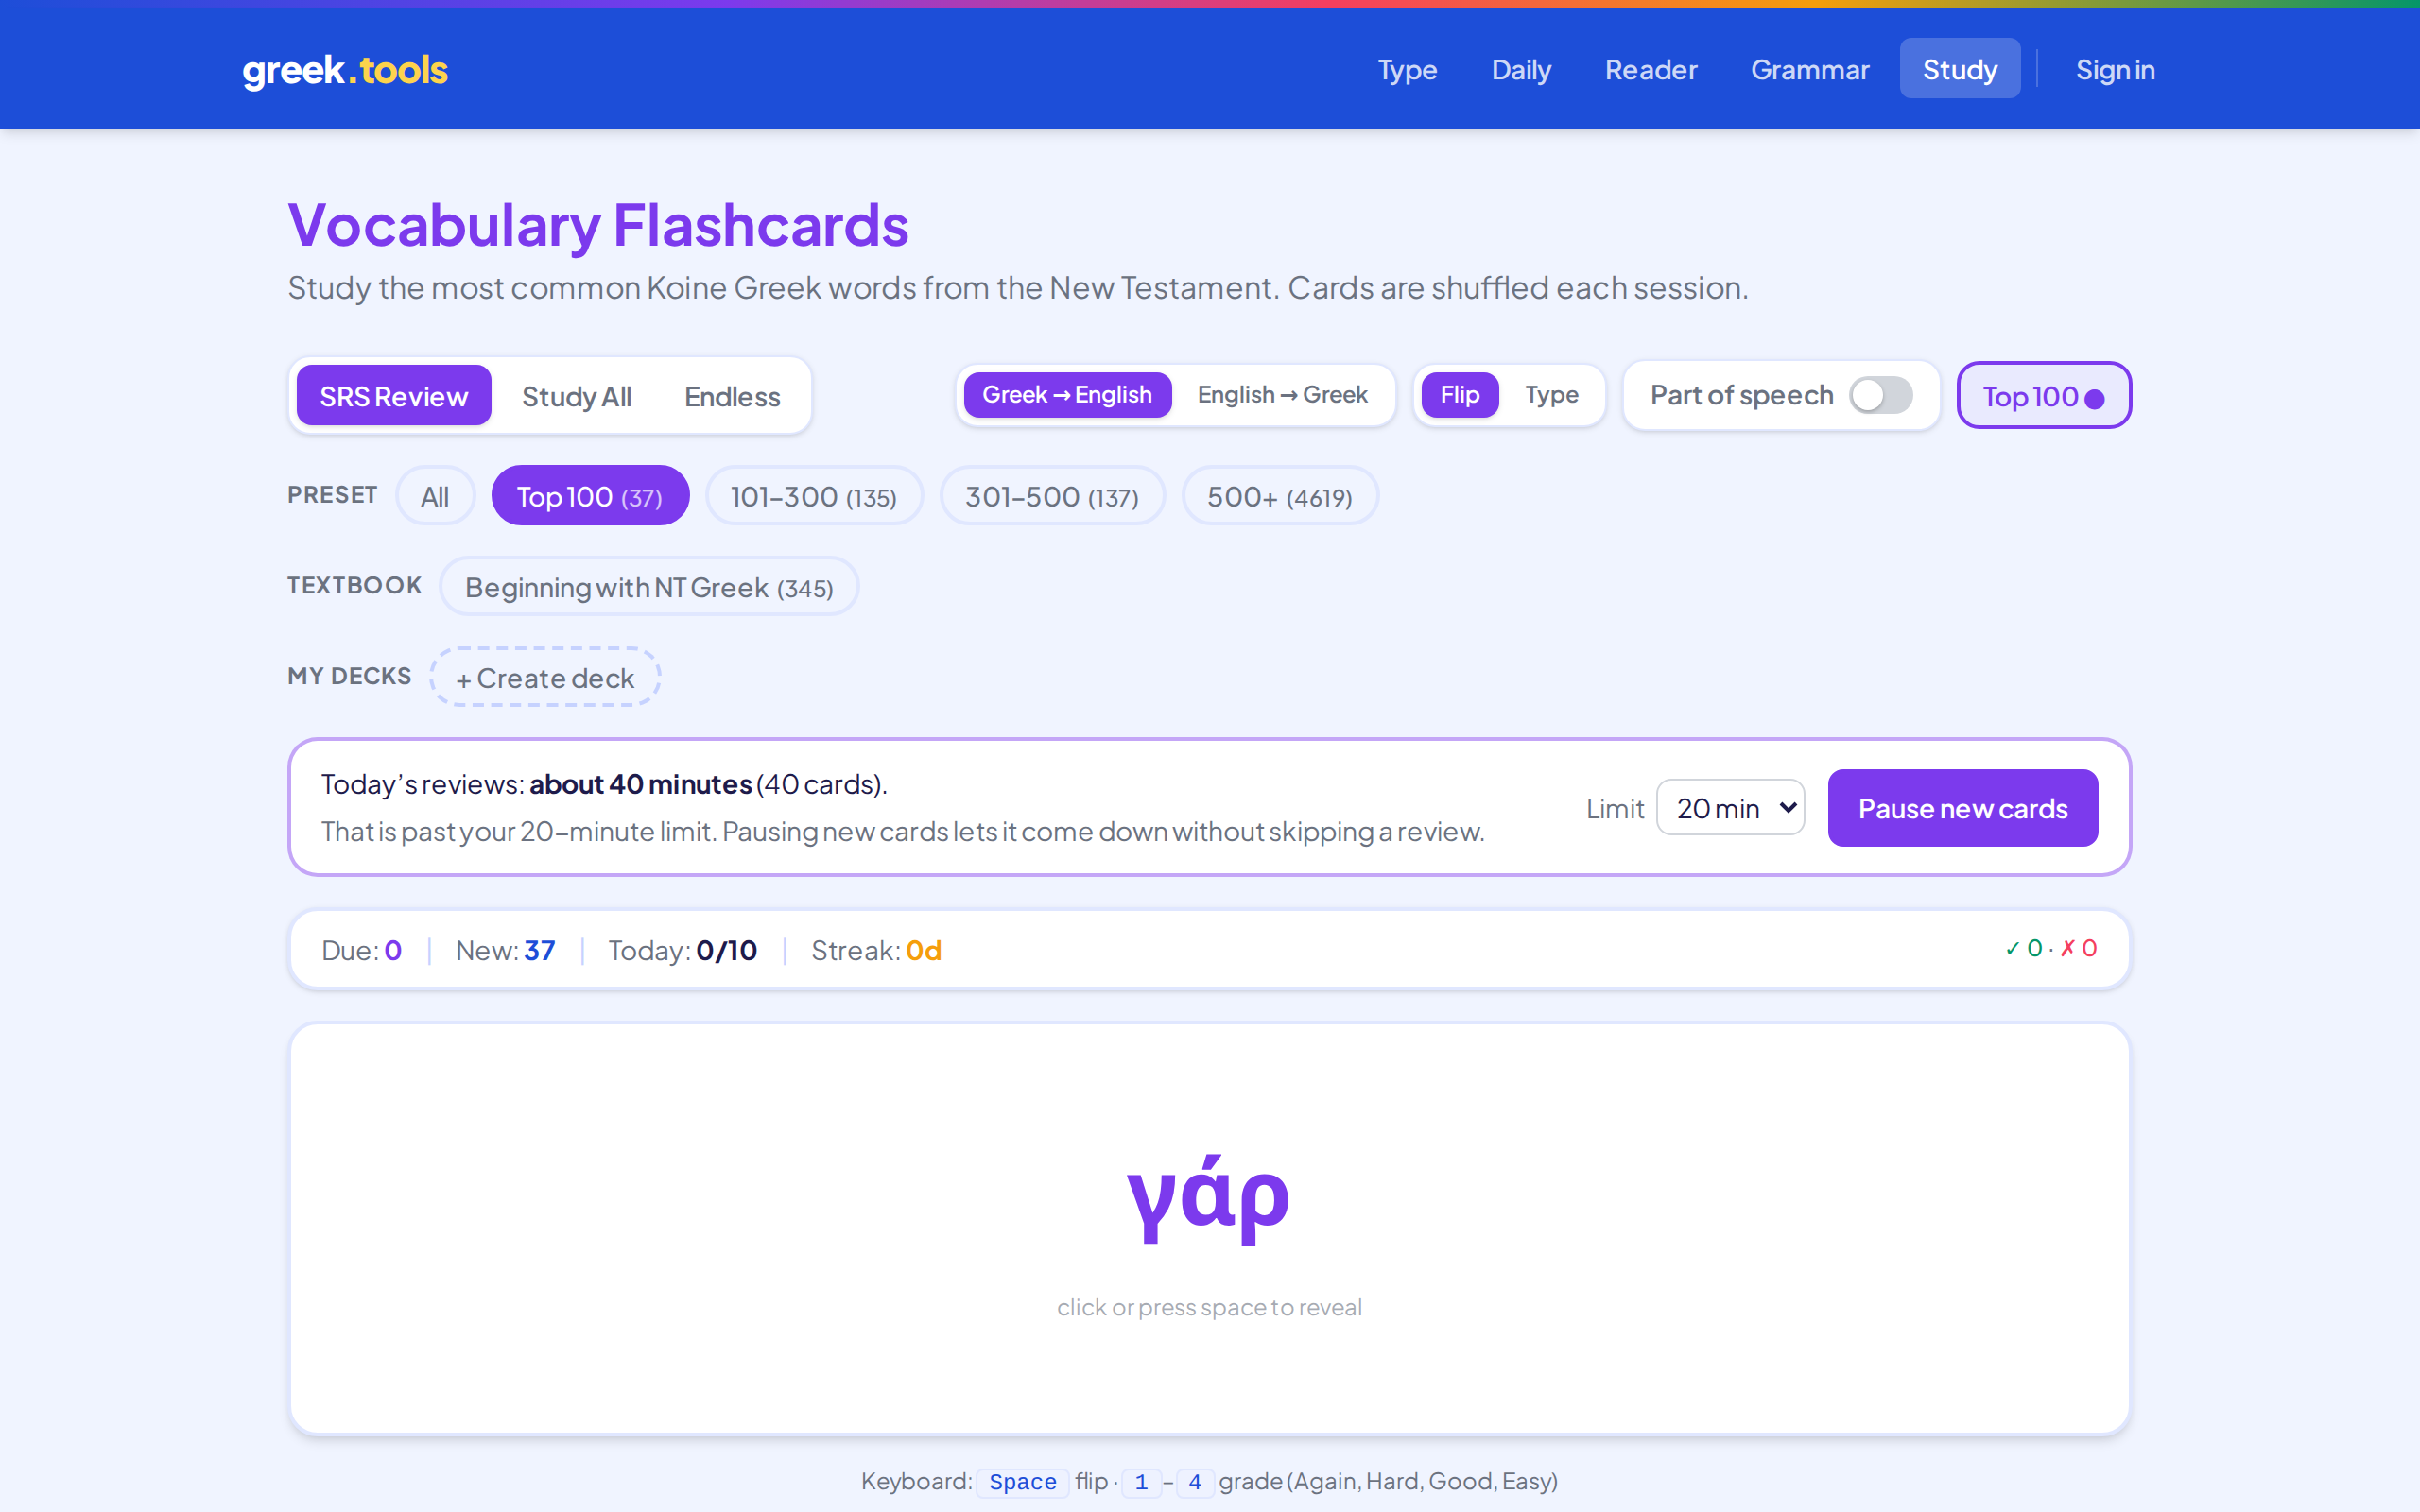 greek.tools Type Daily Reader Grammar Study Sign in
Vocabulary Flashcards
Study the most common Koine Greek words from the New Testament. Cards are shuffled each session.
SRS Review Study All Endless Greek → English English → Greek Flip Type Part of speech Top 100 ●
PRESET All Top 100 (37) 101–300 (135) 301–500 (137) 500+ (4619)
TEXTBOOK Beginning with NT Greek (345)
MY DECKS + Create deck
Today’s reviews: about 40 minutes (40 cards).
That is past your 20-minute limit. Pausing new cards lets it come down without skipping a review.
Limit 20 min Pause new cards
Due: 0 | New: 37 | Today: 0/10 | Streak: 0d ✓ 0 · ✗ 0
γάρ
click or press space to reveal
Keyboard: Space flip · 1 – 4 grade (Again, Hard, Good, Easy)